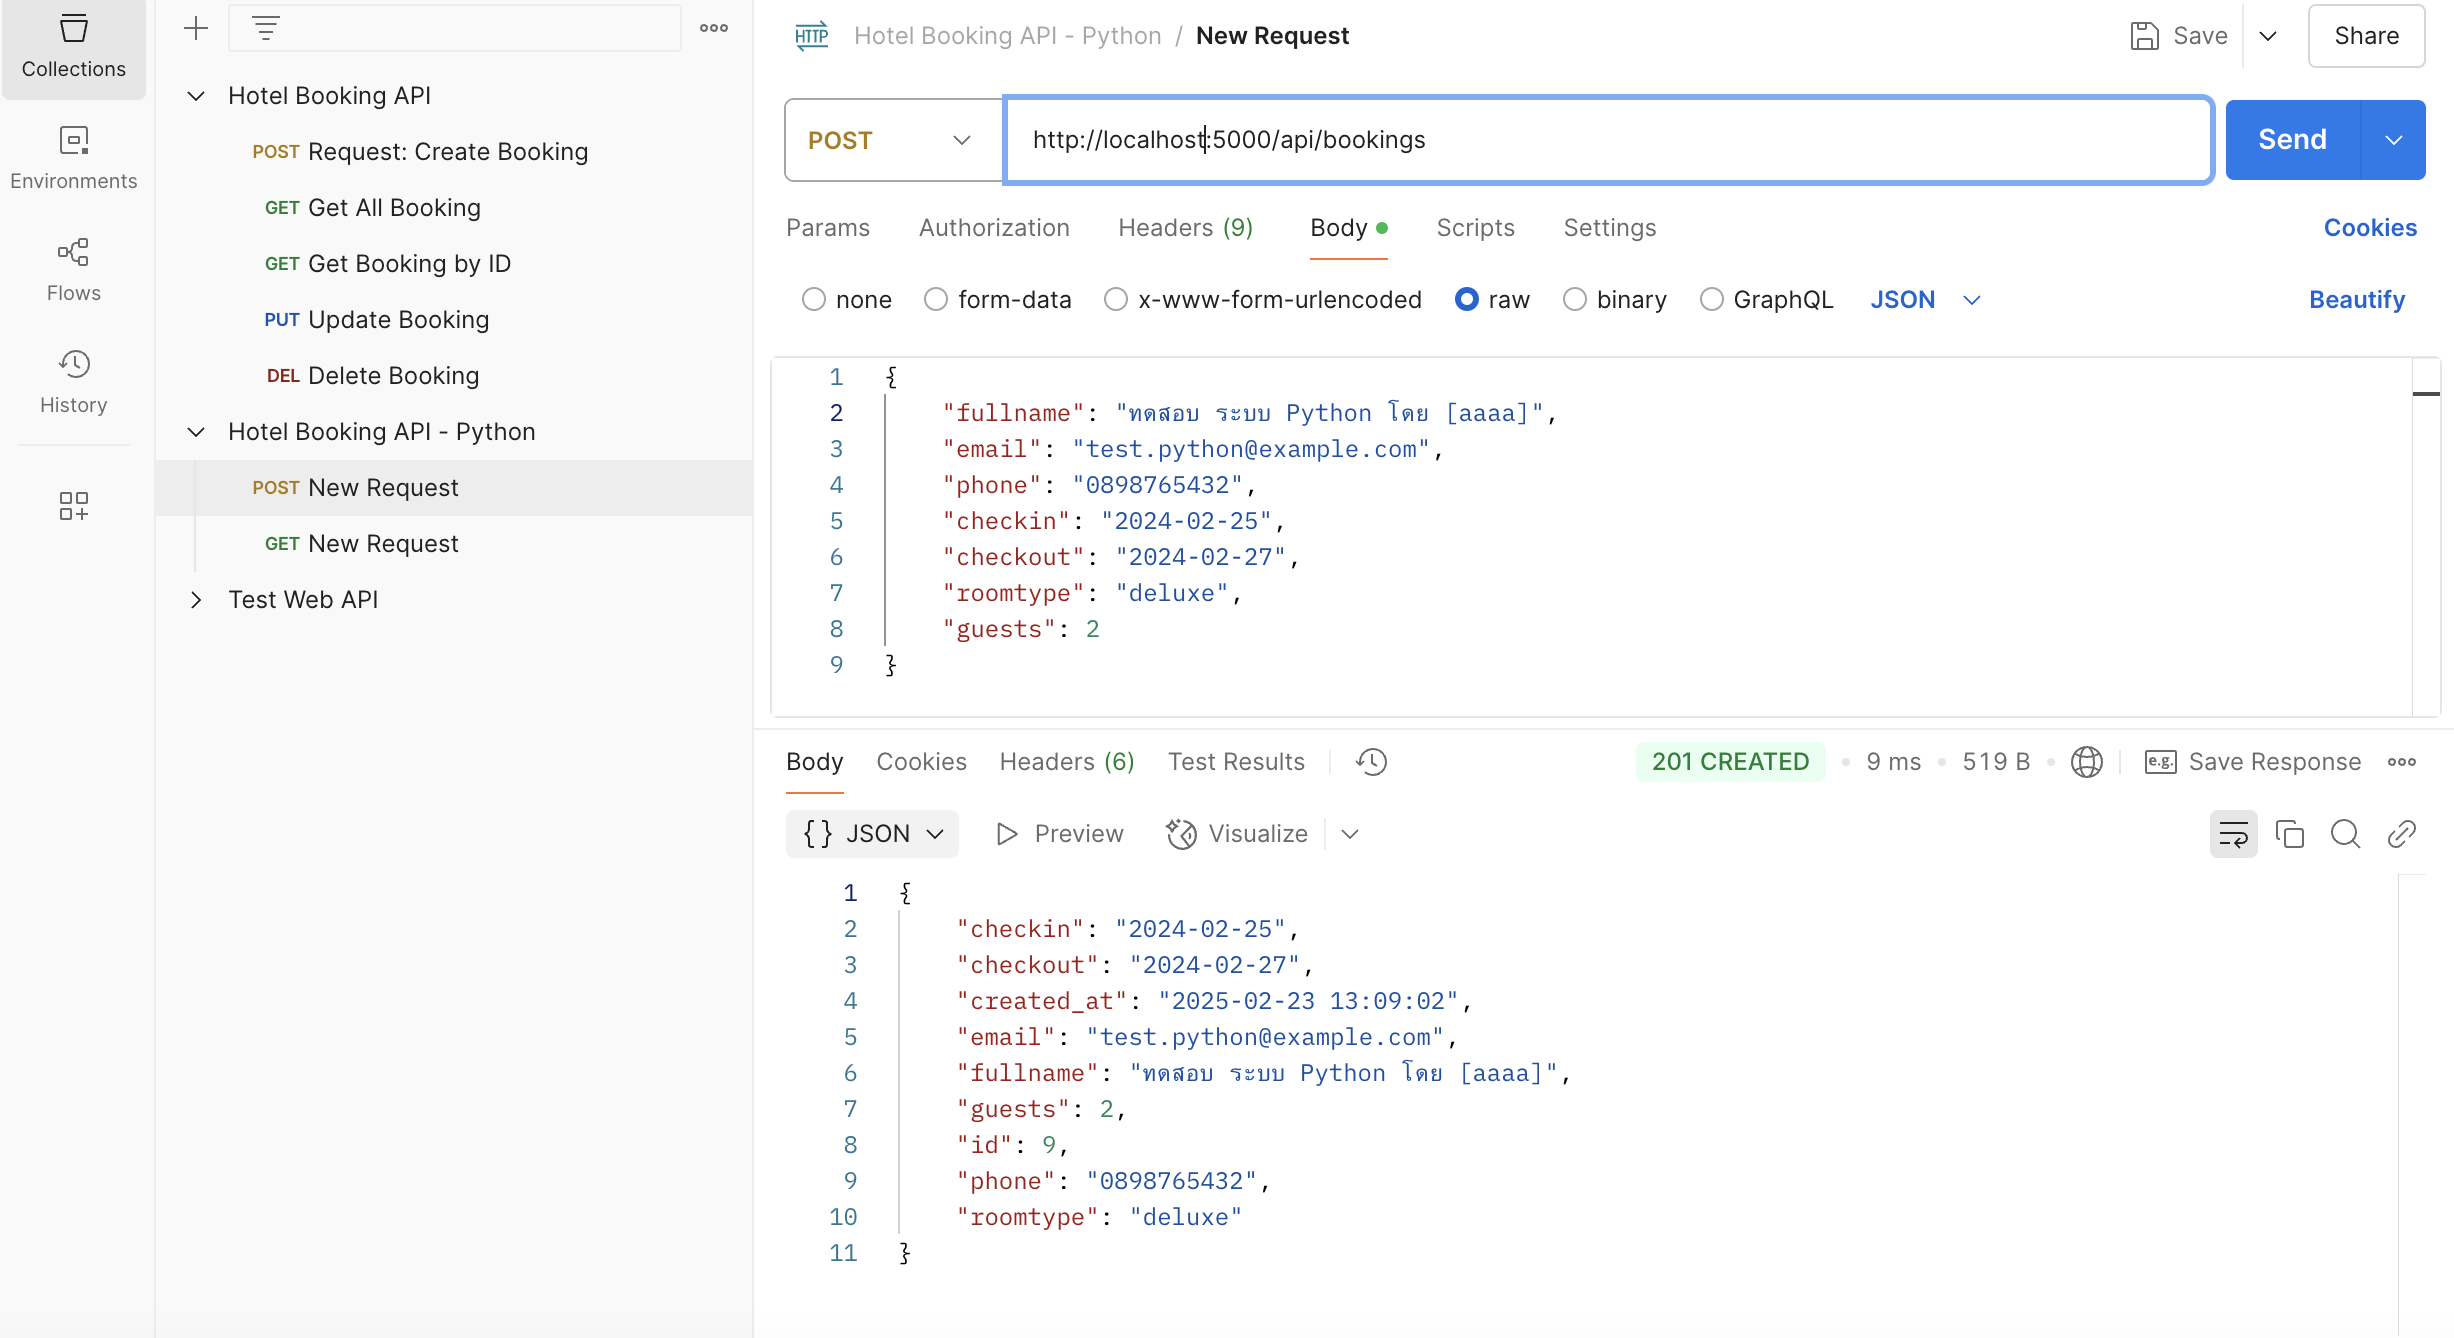 Collections
Environments
Flows
History
Hotel Booking API
POST Request: Create Booking
GET Get All Booking
GET Get Booking by ID
PUT Update Booking
DEL Delete Booking
Hotel Booking API - Python
POST New Request
GET New Request
Test Web API
HTTP Hotel Booking API - Python / New Request
Save
Share
POST
http://localhost:5000/api/bookings
Send
Params Authorization Headers (9) Body Scripts Settings Cookies
none form-data x-www-form-urlencoded raw binary GraphQL JSON Beautify
1 {
2 "fullname": "ทดสอบ ระบบ Python โดย [aaaa]",
3 "email": "test.python@example.com",
4 "phone": "0898765432",
5 "checkin": "2024-02-25",
6 "checkout": "2024-02-27",
7 "roomtype": "deluxe",
8 "guests": 2
9 }
Body Cookies Headers (6) Test Results 201 CREATED 9 ms 519 B e.g. Save Response
{} JSON Preview Visualize
1 {
2 "checkin": "2024-02-25",
3 "checkout": "2024-02-27",
4 "created_at": "2025-02-23 13:09:02",
5 "email": "test.python@example.com",
6 "fullname": "ทดสอบ ระบบ Python โดย [aaaa]",
7 "guests": 2,
8 "id": 9,
9 "phone": "0898765432",
10 "roomtype": "deluxe"
11 }